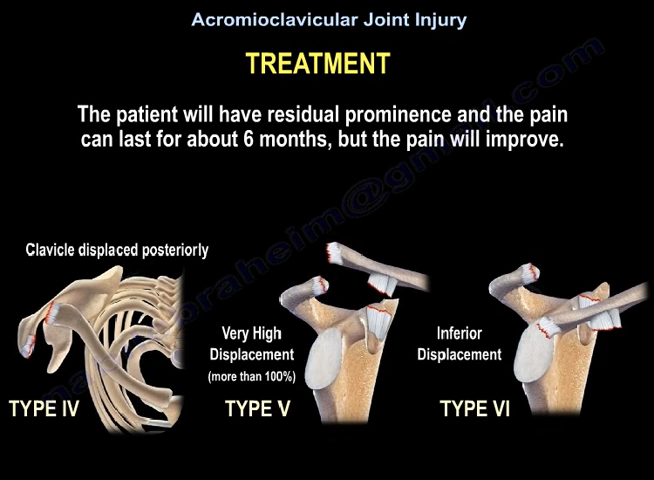 Acromioclavicular Joint Injury
TREATMENT
The patient will have residual prominence and the pain
can last for about 6 months, but the pain will improve.
Clavicle displaced posteriorly
TYPE IV
Very High
Displacement
(more than 100%)
TYPE V
Inferior
Displacement
TYPE VI